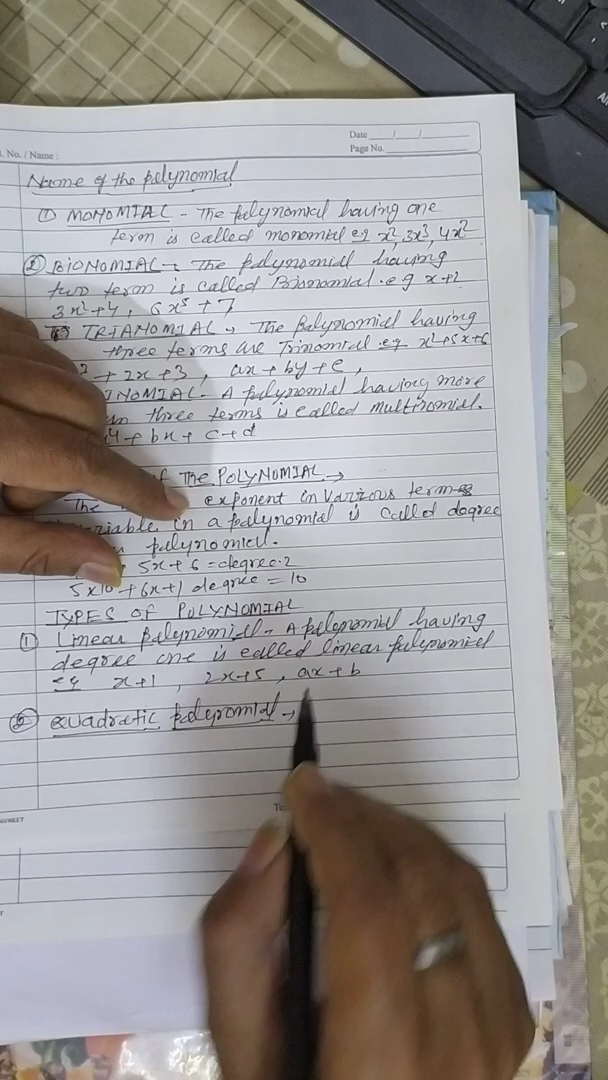 . No. / Name :
Date / /
Page No.
Name of the polynomial
① MONOMIAL - The polynomial having one
term is called monomial eg x², 3x³, 4x²
② BIONOMIAL → The polynomial having
two term is called Bionomial. e.g x+2
3x²+4, 6x⁵+7
TRIANOMIAL → The polynomial having
three terms are Trinomial eg. x²+5x+6
+ 2x+3, ax+by+c,
INOMIAL - A polynomial having more
three terms is called multinomial.
+ bx + c+d
The POLYNOMIAL →
The exponent in various terms
variable in a polynomial is called degree
polynomial.
5x+6 = degree 2
5x10 + 6x+1 degree = 10
TYPES OF POLYNOMIAL
① Linear polynomial - A polynomial having
degree one is called linear polynomial
eg x+1, 2x+5, ax+b
② Quadratic polynomial →